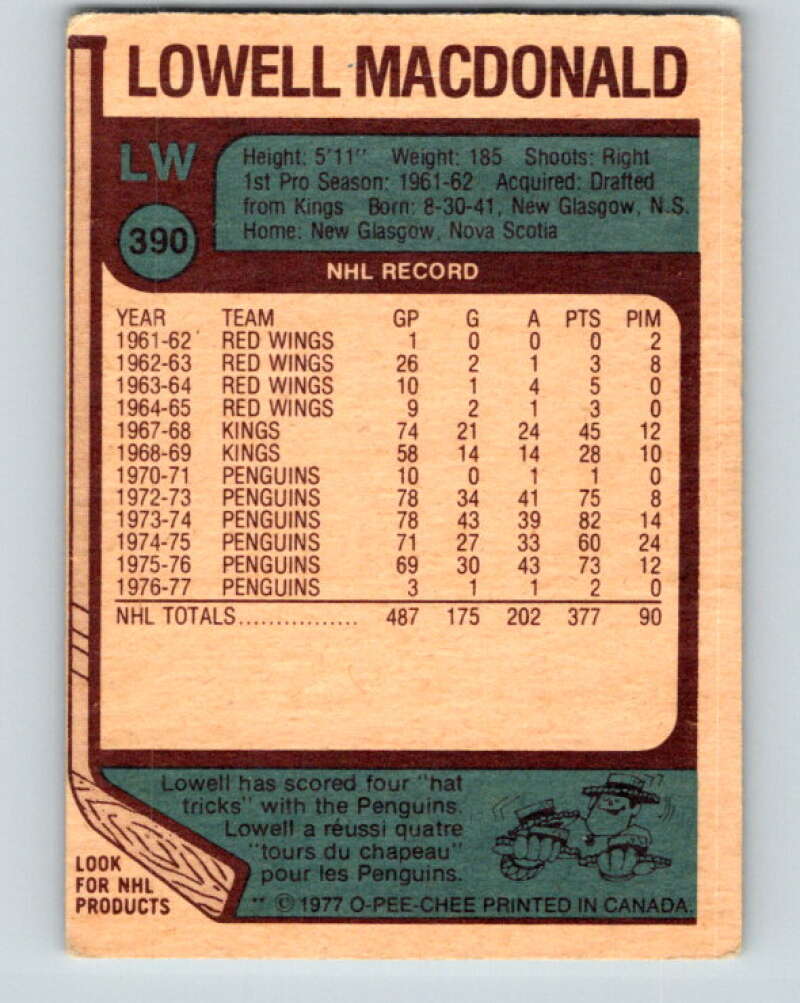 LOWELL MACDONALD
LW
390
Height: 5'11" Weight: 185 Shoots: Right
1st Pro Season: 1961-62 Acquired: Drafted
from Kings Born: 8-30-41, New Glasgow, N.S.
Home: New Glasgow, Nova Scotia
NHL RECORD
YEAR TEAM GP G A PTS PIM
1961-62 RED WINGS 1 0 0 0 2
1962-63 RED WINGS 26 2 1 3 8
1963-64 RED WINGS 10 1 4 5 0
1964-65 RED WINGS 9 2 1 3 0
1967-68 KINGS 74 21 24 45 12
1968-69 KINGS 58 14 14 28 10
1970-71 PENGUINS 10 0 1 1 0
1972-73 PENGUINS 78 34 41 75 8
1973-74 PENGUINS 78 43 39 82 14
1974-75 PENGUINS 71 27 33 60 24
1975-76 PENGUINS 69 30 43 73 12
1976-77 PENGUINS 3 1 1 2 0
NHL TOTALS................ 487 175 202 377 90
Lowell has scored four "hat
tricks" with the Penguins.
Lowell a réussi quatre
"tours du chapeau"
pour les Penguins.
LOOK
FOR NHL
PRODUCTS
** © 1977 O-PEE-CHEE PRINTED IN CANADA.